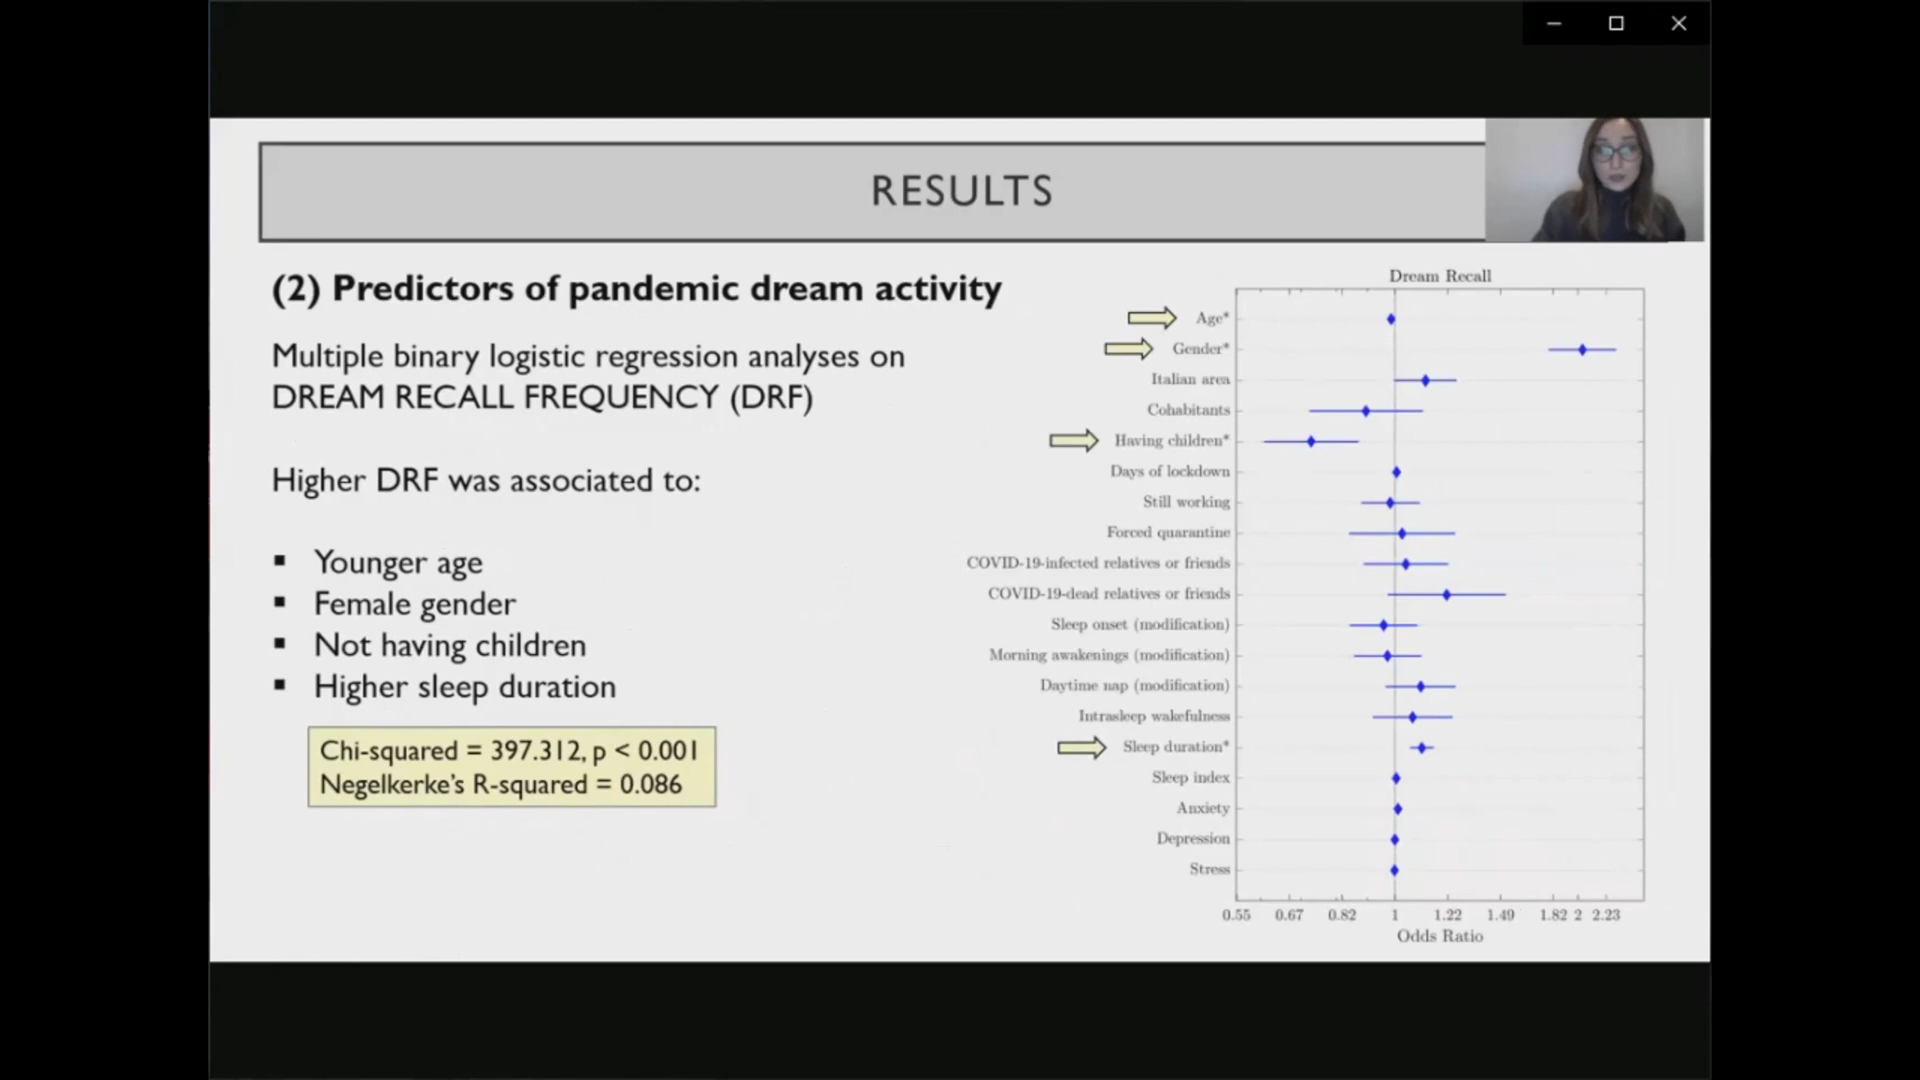 RESULTS
(2) Predictors of pandemic dream activity
Multiple binary logistic regression analyses on
DREAM RECALL FREQUENCY (DRF)
Higher DRF was associated to:
▪ Younger age
▪ Female gender
▪ Not having children
▪ Higher sleep duration
Chi-squared = 397.312, p < 0.001
Negelkerke's R-squared = 0.086
Dream Recall
Age*
Gender*
Italian area
Cohabitants
Having children*
Days of lockdown
Still working
Forced quarantine
COVID-19-infected relatives or friends
COVID-19-dead relatives or friends
Sleep onset (modification)
Morning awakenings (modification)
Daytime nap (modification)
Intrasleep wakefulness
Sleep duration*
Sleep index
Anxiety
Depression
Stress
0.55 0.67 0.82 1 1.22 1.49 1.82 2 2.23
Odds Ratio